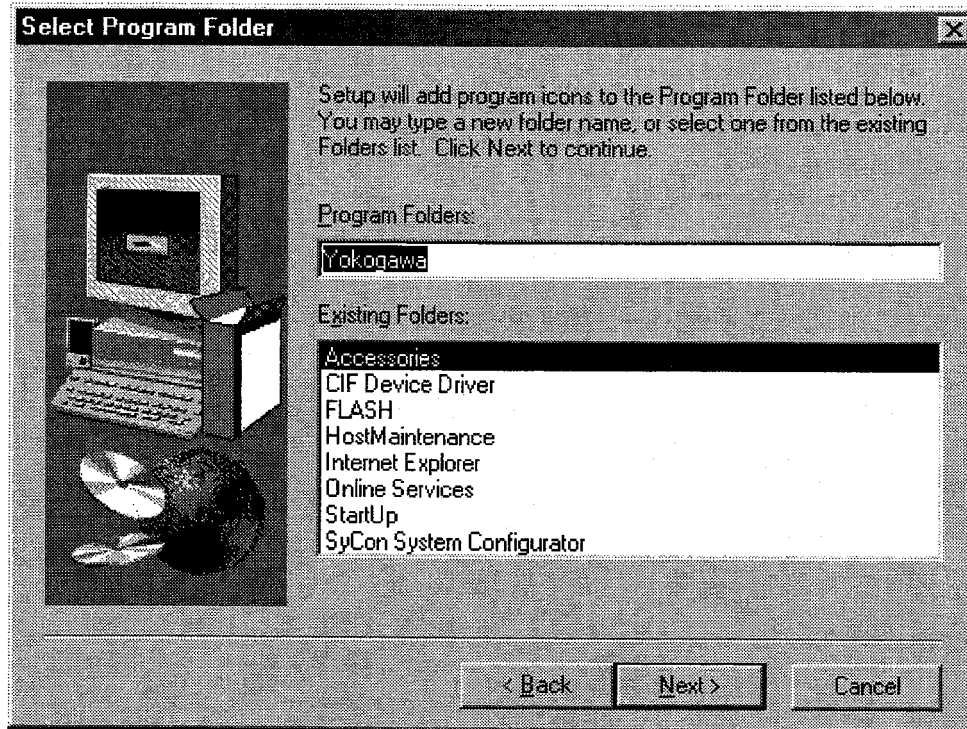 Select Program Folder
Setup will add program icons to the Program Folder listed below.
You may type a new folder name, or select one from the existing
Folders list. Click Next to continue.
Program Folders:
Yokogawa
Existing Folders:
Accessories
CIF Device Driver
FLASH
HostMaintenance
Internet Explorer
Online Services
StartUp
SyCon System Configurator
< Back
Next >
Cancel